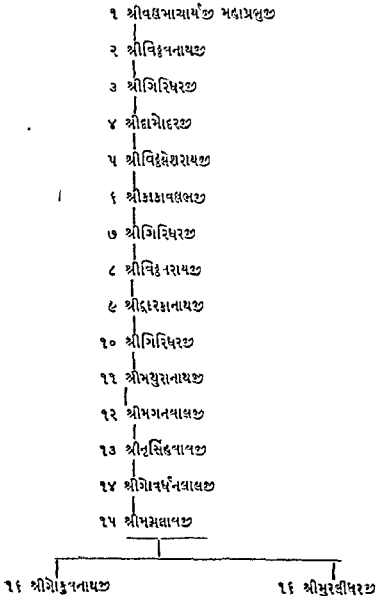 ૧ શ્રીવલ્લભાચાર્યજી મહાપ્રભુજી
૨ શ્રીવિઠ્ઠલનાથજી
૩ શ્રીગિરિધરજી
૪ શ્રીદામોદરજી
૫ શ્રીવિઠ્ઠલેશરાયજી
૬ શ્રીકાકાવલ્લભજી
૭ શ્રીગિરિધરજી
૮ શ્રીવિઠ્ઠલરાયજી
૯ શ્રીદ્વારકાનાથજી
૧૦ શ્રીગિરિધરજી
૧૧ શ્રીમથુરાનાથજી
૧૨ શ્રીમગનલાલજી
૧૩ શ્રીનૃસિંહલાલજી
૧૪ શ્રીગોવર્ધનલાલજી
૧૫
૧૬ શ્રીગોકુલનાથજી ૧૬ શ્રીમુરલીધરજી